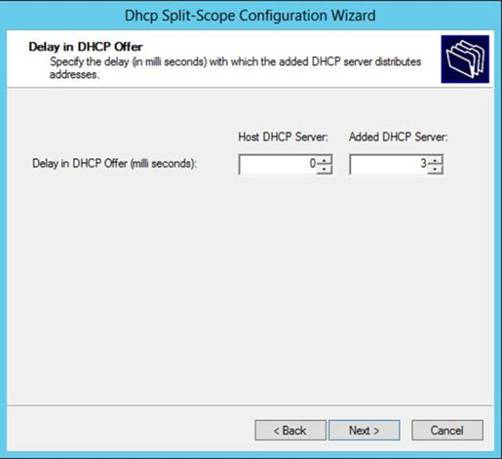 Dhcp Split-Scope Configuration Wizard
Delay in DHCP Offer
Specify the delay (in milli seconds) with which the added DHCP server distributes
addresses.
Host DHCP Server: Added DHCP Server:
Delay in DHCP Offer (milli seconds): 0 3
< Back Next > Cancel